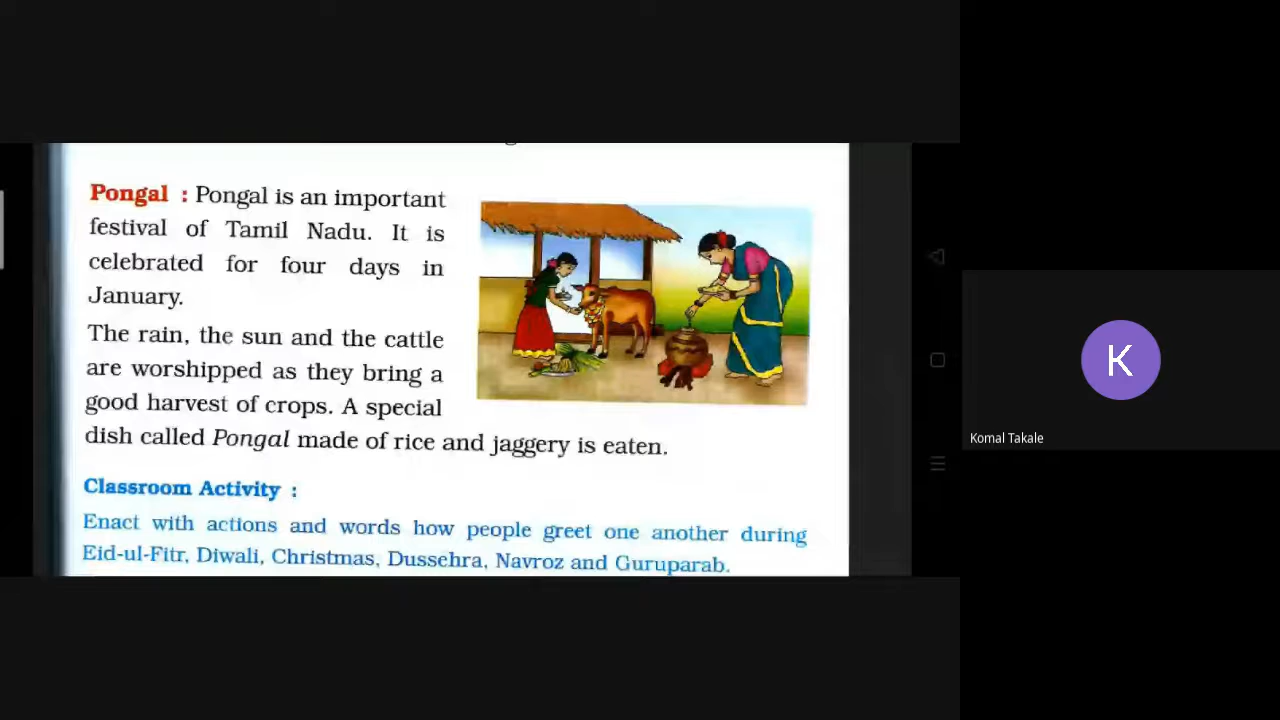 Pongal : Pongal is an important
festival of Tamil Nadu. It is
celebrated for four days in
January.
The rain, the sun and the cattle
are worshipped as they bring a
good harvest of crops. A special
dish called Pongal made of rice and jaggery is eaten.
Classroom Activity :
Enact with actions and words how people greet one another during
Eid-ul-Fitr, Diwali, Christmas, Dussehra, Navroz and Guruparab.
K
Komal Takale